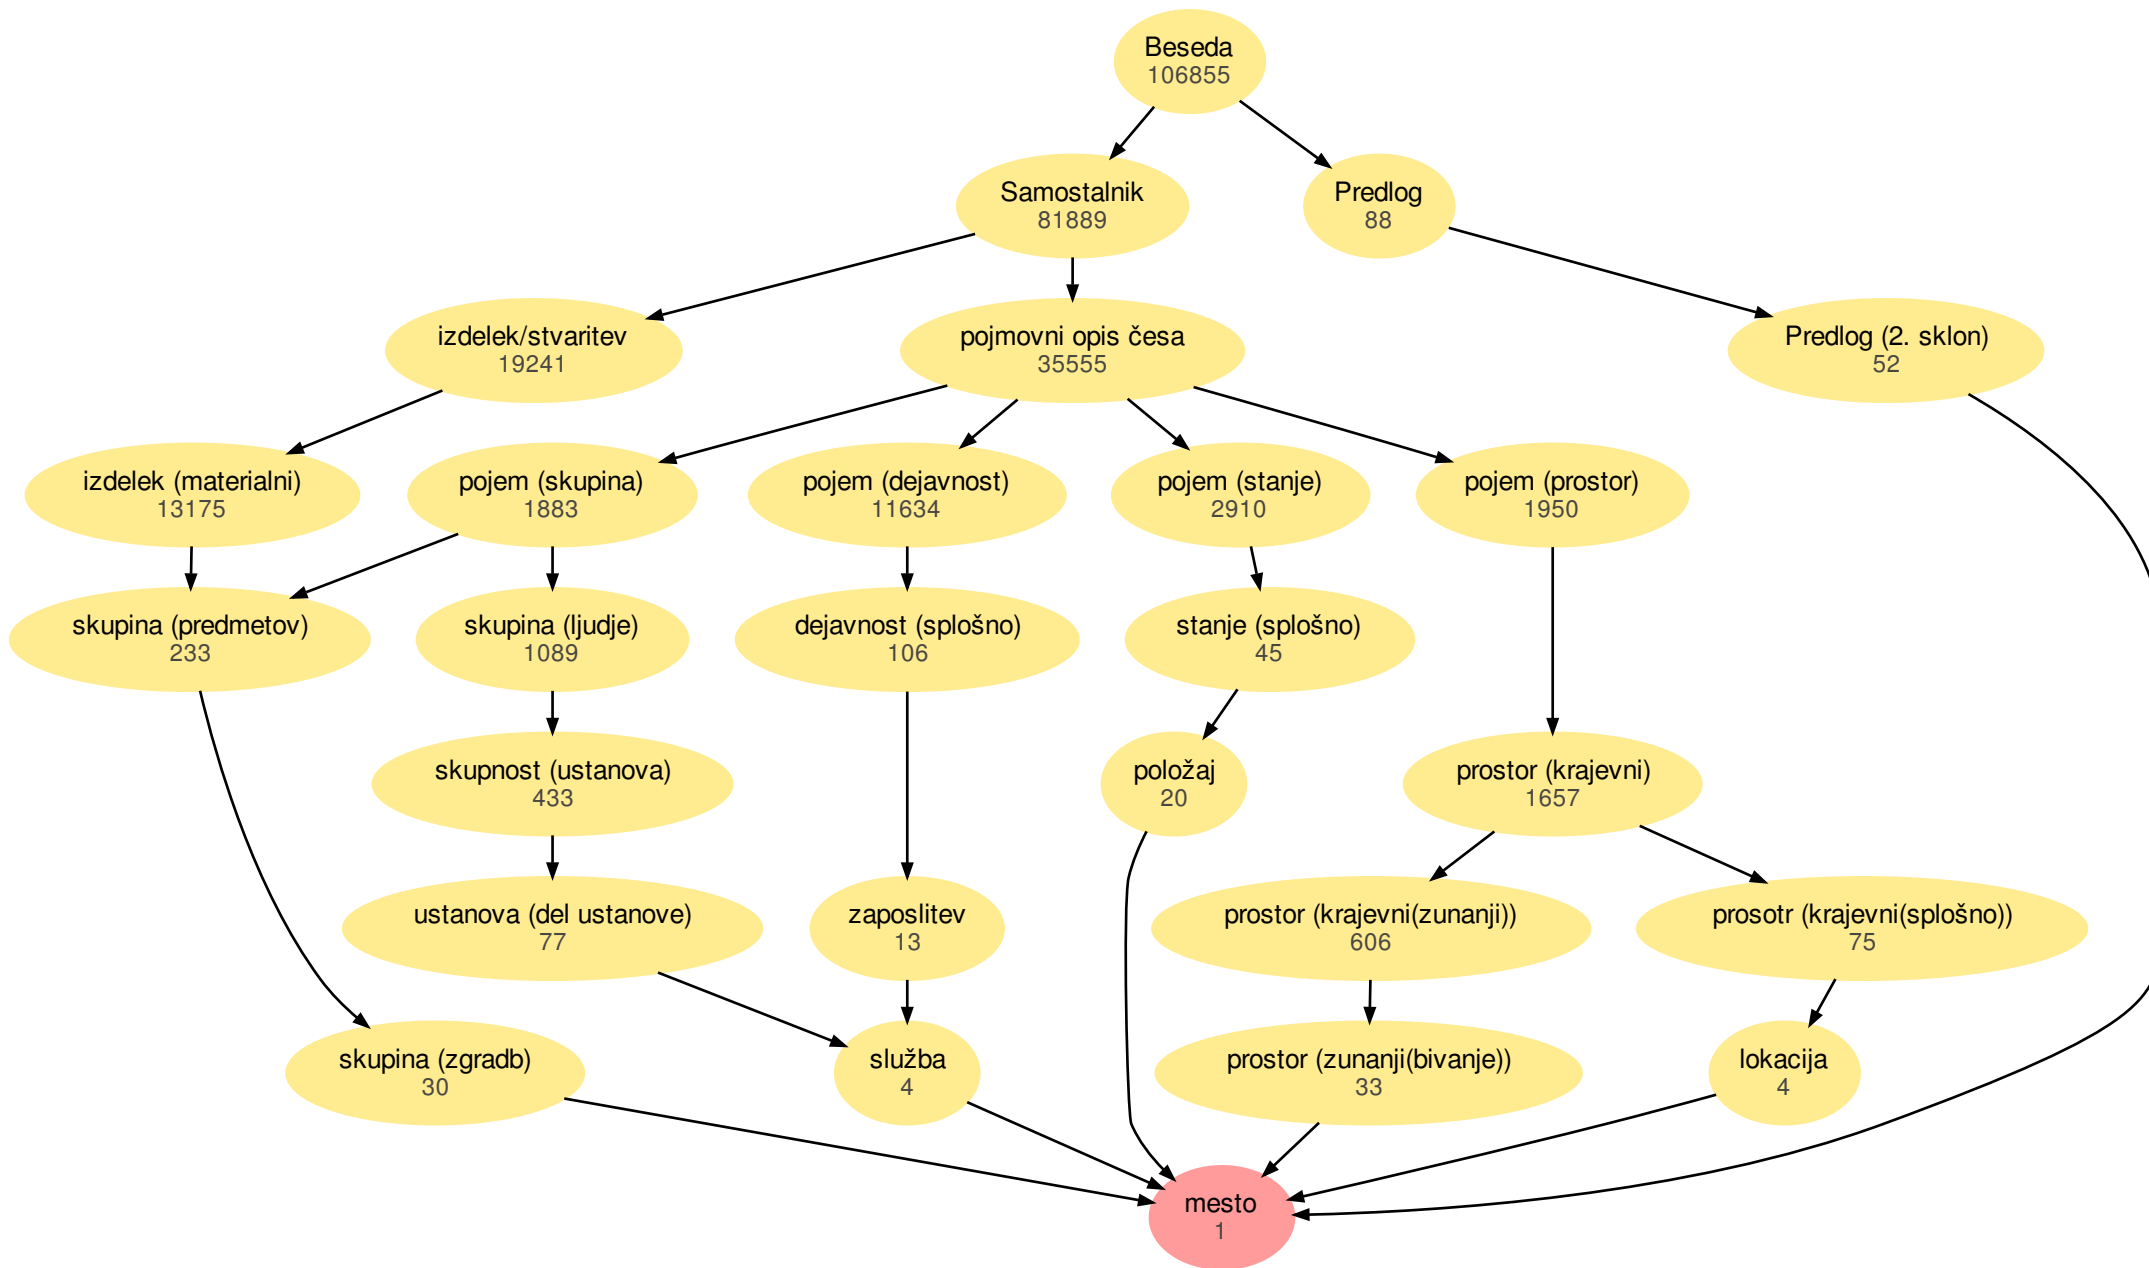 Beseda
106855
Samostalnik
81889
Predlog
88
izdelek/stvaritev
19241
pojmovni opis česa
35555
Predlog (2. sklon)
52
izdelek (materialni)
13175
pojem (skupina)
1883
pojem (dejavnost)
11634
pojem (stanje)
2910
pojem (prostor)
1950
skupina (predmetov)
233
skupina (ljudje)
1089
dejavnost (splošno)
106
stanje (splošno)
45
skupnost (ustanova)
433
položaj
20
prostor (krajevni)
1657
ustanova (del ustanove)
77
zaposlitev
13
prostor (krajevni(zunanji))
606
prosotr (krajevni(splošno))
75
skupina (zgradb)
30
služba
4
prostor (zunanji(bivanje))
33
lokacija
4
mesto
1